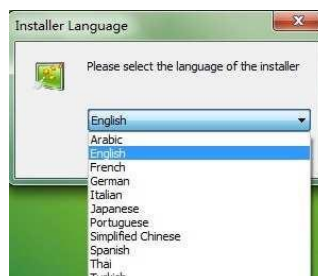 Installer Language
Please select the language of the installer
English
Arabic
English
French
German
Italian
Japanese
Portuguese
Simplified Chinese
Spanish
Thai
Turkish